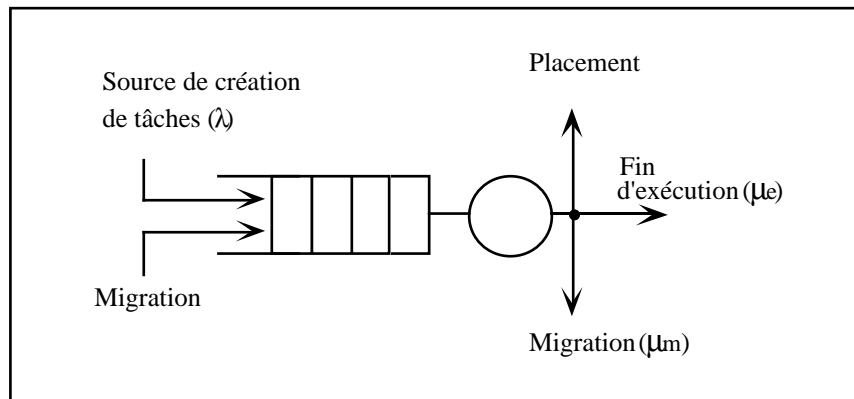 Source de création
de tâches (λ)
Placement
Fin
d'exécution (μe)
Migration
Migration (μm)